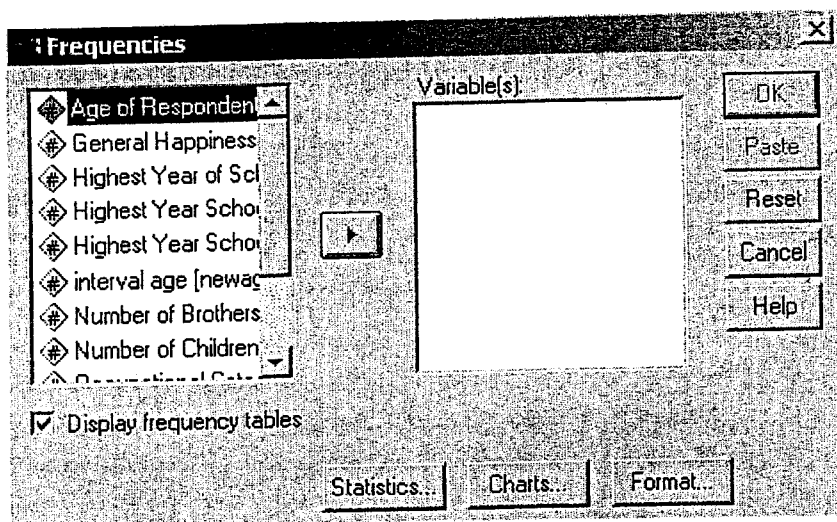 Frequencies
Age of Responden
General Happiness
Highest Year of Scl
Highest Year Schoo
Highest Year Schoo
interval age [newag
Number of Brothers
Number of Children
Display frequency tables
Variable(s):
OK
Paste
Reset
Cancel
Help
Statistics...
Charts...
Format...